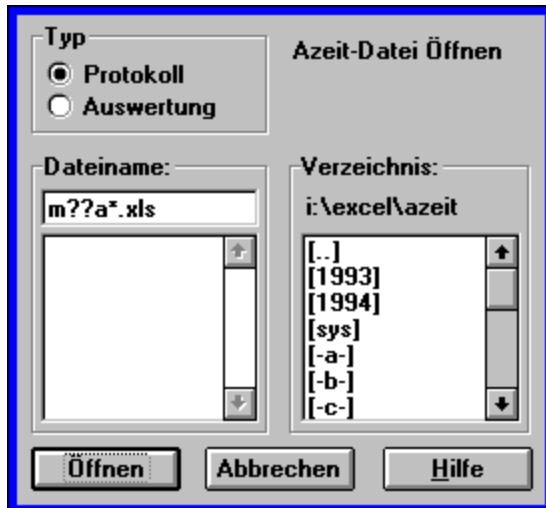 Typ
Protokoll
Auswertung
Azeit-Datei Öffnen
Dateiname:
m??a*.xls
Verzeichnis:
i:\excel\azeit
[..]
[1993]
[1994]
[sys]
[-a-]
[-b-]
[-c-]
Öffnen
Abbrechen
Hilfe